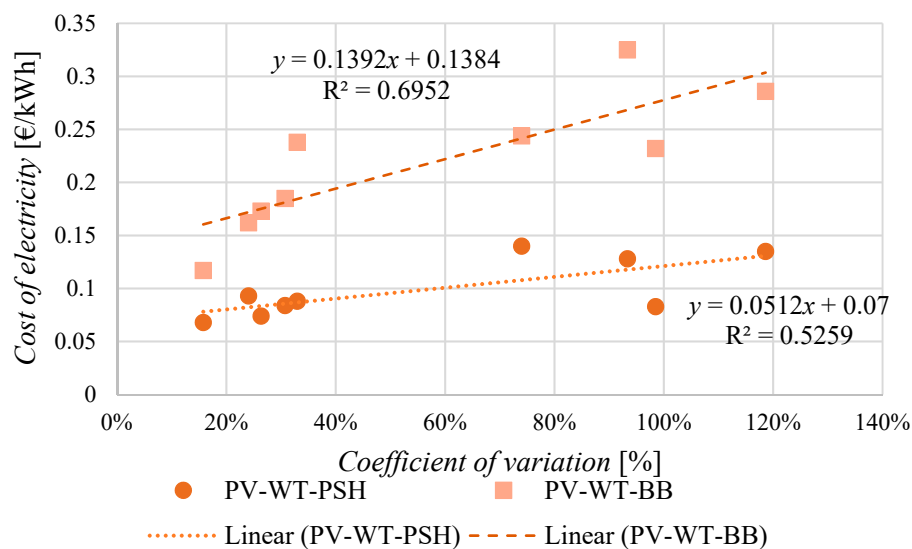 0.35
0.3
0.25
0.2
0.15
0.1
0.05
0
Cost of electricity [€/kWh]
y = 0.1392x + 0.1384
R² = 0.6952
y = 0.0512x + 0.07
R² = 0.5259
0% 20% 40% 60% 80% 100% 120% 140%
Coefficient of variation [%]
PV-WT-PSH PV-WT-BB
Linear (PV-WT-PSH) Linear (PV-WT-BB)